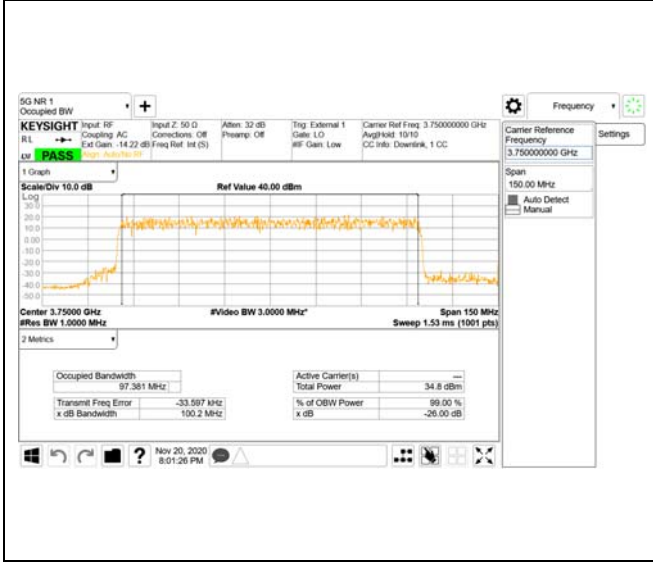 5G NR 1
Occupied BW
+
Frequency
KEYSIGHT Input: RF Input Z: 50 Ω Atten: 32 dB Trig: External 1 Carrier Ref Freq: 3.750000000 GHz
R L Coupling: AC Corrections: Off Preamp: Off Gate: LO Avg|Hold: 10/10
Ext Gain: -14.22 dB Freq Ref: Int (S) #IF Gain: Low CC Info: Downlink, 1 CC
PASS Align: Auto/No RF
Carrier Reference
Frequency
3.750000000 GHz
Settings
Span
150.00 MHz
Auto Detect
Manual
1 Graph
Scale/Div 10.0 dB Ref Value 40.00 dBm
Log
30.0
20.0
10.0
0.00
-10.0
-20.0
-30.0
-40.0
-50.0
Center 3.75000 GHz #Video BW 3.0000 MHz* Span 150 MHz
#Res BW 1.0000 MHz Sweep 1.53 ms (1001 pts)
2 Metrics
Occupied Bandwidth Active Carrier(s) ---
97.381 MHz Total Power 34.8 dBm
Transmit Freq Error -33.597 kHz % of OBW Power 99.00 %
x dB Bandwidth 100.2 MHz x dB -26.00 dB
? Nov 20, 2020
8:01:26 PM